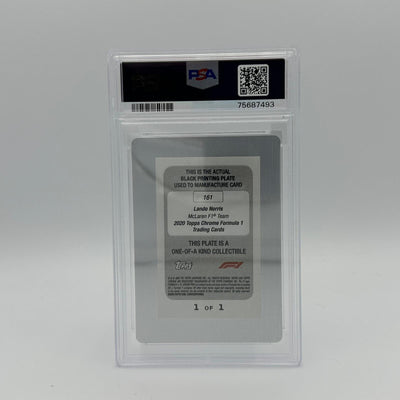 PSA
75687493
THIS IS THE ACTUAL
BLACK PRINTING PLATE
USED TO MANUFACTURE CARD
161
Lando Norris
McLaren F1® Team
2020 Topps Chrome Formula 1
Trading Cards
THIS PLATE IS A
ONE-OF-A KIND COLLECTIBLE
Topps F1
1 OF 1